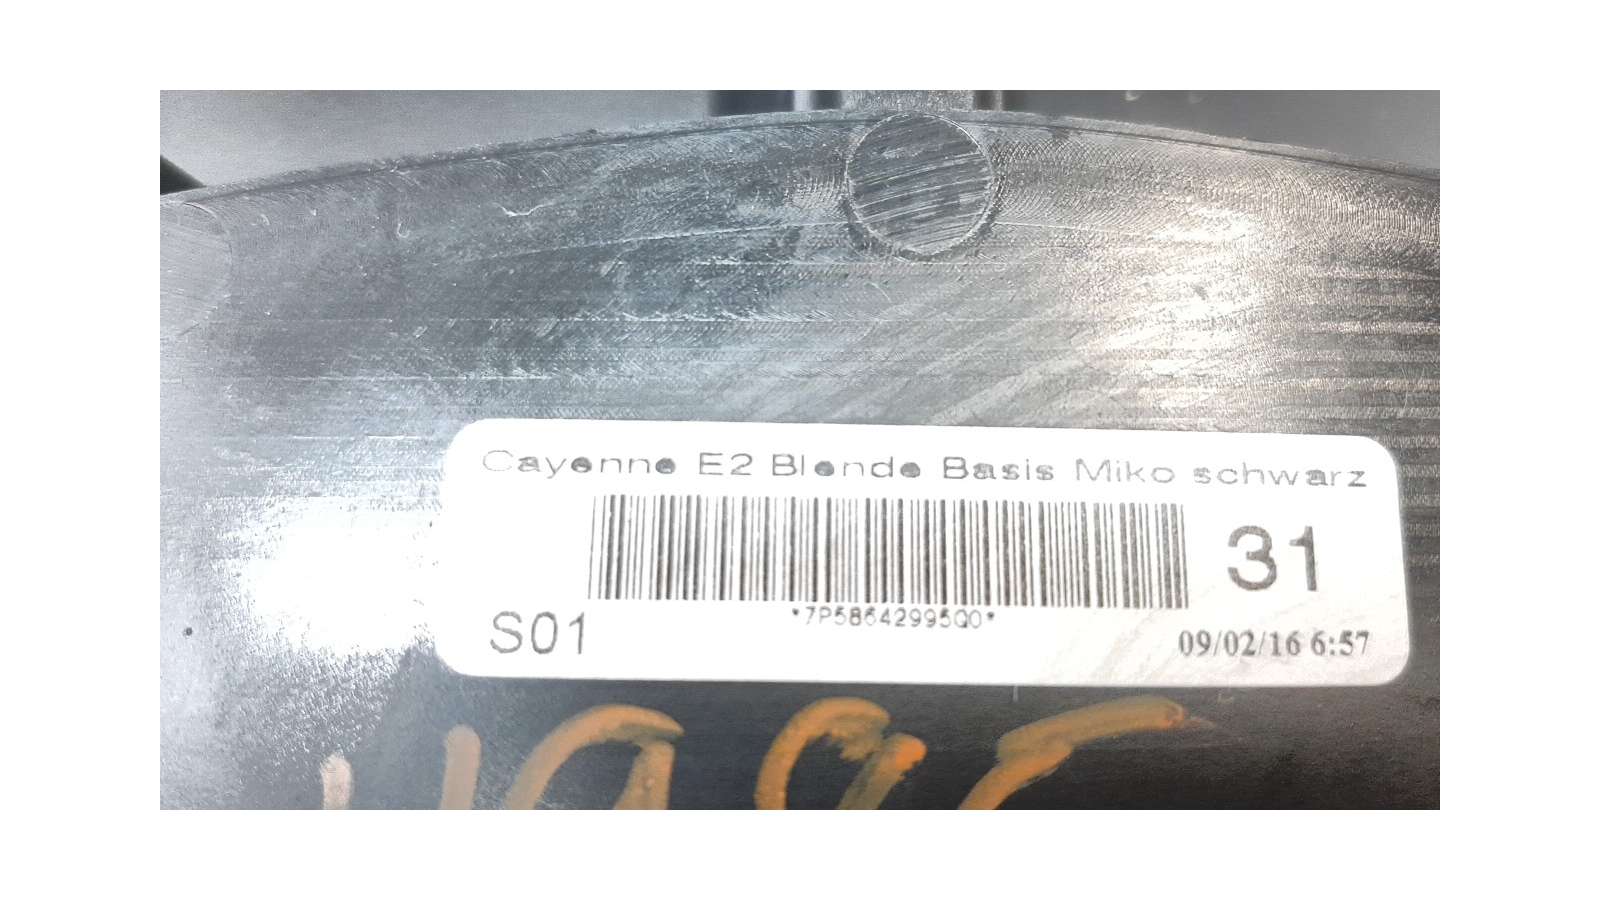 Cayenne E2 Blende Basis Miko schwarz
31
*7P5864299500*
S01
09/02/16 6:57